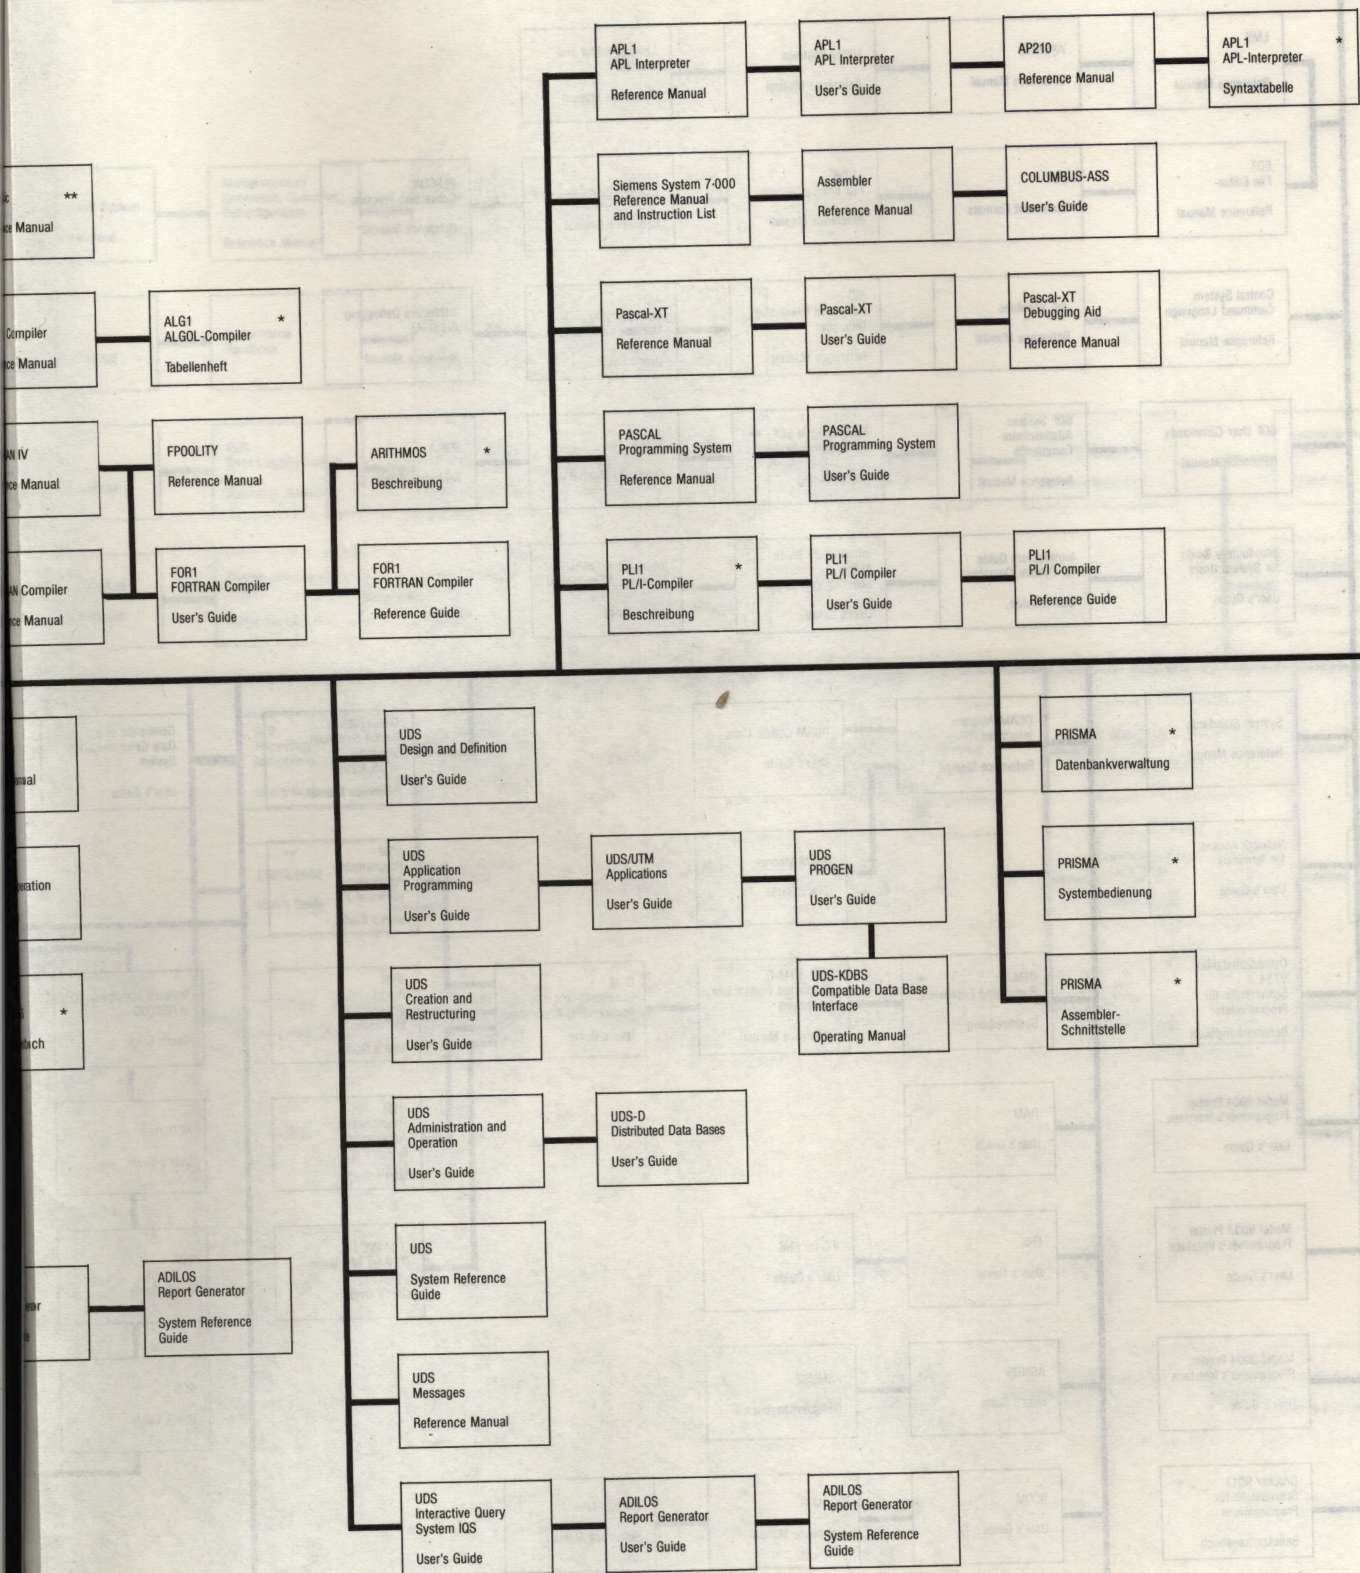 APL1
APL Interpreter
Reference Manual
APL1
APL Interpreter
User's Guide
AP210
Reference Manual
APL1 *
APL-Interpreter
Syntaxtabelle
**
Manual
Siemens System 7·000
Reference Manual
and Instruction List
Assembler
Reference Manual
COLUMBUS-ASS
User's Guide
Compiler
Manual
ALG1 *
ALGOL-Compiler
Tabellenheft
Pascal-XT
Reference Manual
Pascal-XT
User's Guide
Pascal-XT
Debugging Aid
Reference Manual
IV
Manual
FPOOLITY
Reference Manual
ARITHMOS *
Beschreibung
PASCAL
Programming System
Reference Manual
PASCAL
Programming System
User's Guide
Compiler
Manual
FOR1
FORTRAN Compiler
User's Guide
FOR1
FORTRAN Compiler
Reference Guide
PLI1 *
PL/I-Compiler
Beschreibung
PLI1
PL/I Compiler
User's Guide
PLI1
PL/I Compiler
Reference Guide
UDS
Design and Definition
User's Guide
PRISMA *
Datenbankverwaltung
UDS
Application
Programming
User's Guide
UDS/UTM
Applications
User's Guide
UDS
PROGEN
User's Guide
PRISMA *
Systembedienung
*
UDS
Creation and
Restructuring
User's Guide
UDS-KDBS
Compatible Data Base
Interface
Operating Manual
PRISMA *
Assembler-
Schnittstelle
UDS
Administration and
Operation
User's Guide
UDS-D
Distributed Data Bases
User's Guide
ADILOS
Report Generator
System Reference
Guide
UDS
System Reference
Guide
UDS
Messages
Reference Manual
UDS
Interactive Query
System IQS
User's Guide
ADILOS
Report Generator
User's Guide
ADILOS
Report Generator
System Reference
Guide